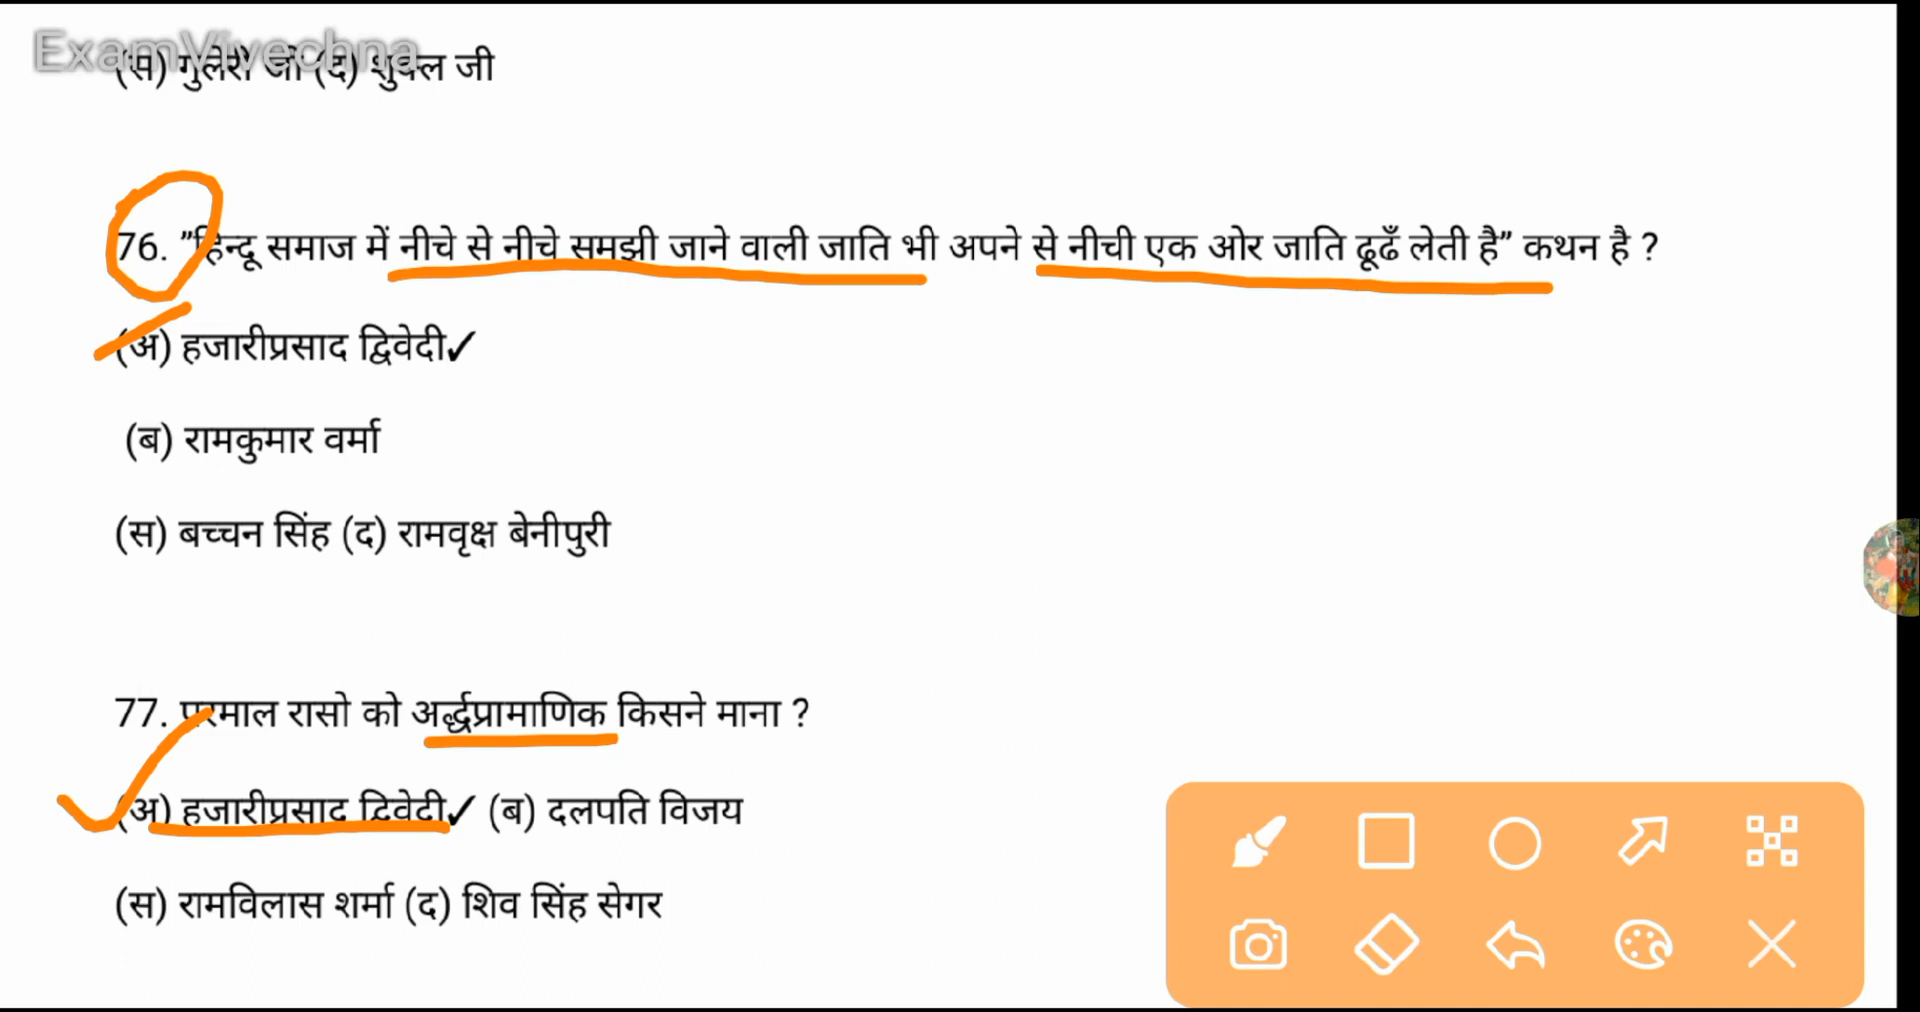 ExamVivechna
(स) गुलेरी जी (द) शुक्ल जी
76. ”हिन्दू समाज में नीचे से नीचे समझी जाने वाली जाति भी अपने से नीची एक ओर जाति ढूढँ लेती है” कथन है ?
(अ) हजारीप्रसाद द्विवेदी✓
(ब) रामकुमार वर्मा
(स) बच्चन सिंह (द) रामवृक्ष बेनीपुरी
77. परमाल रासो को अर्द्धप्रामाणिक किसने माना ?
(अ) हजारीप्रसाद द्विवेदी✓ (ब) दलपति विजय
(स) रामविलास शर्मा (द) शिव सिंह सेगर